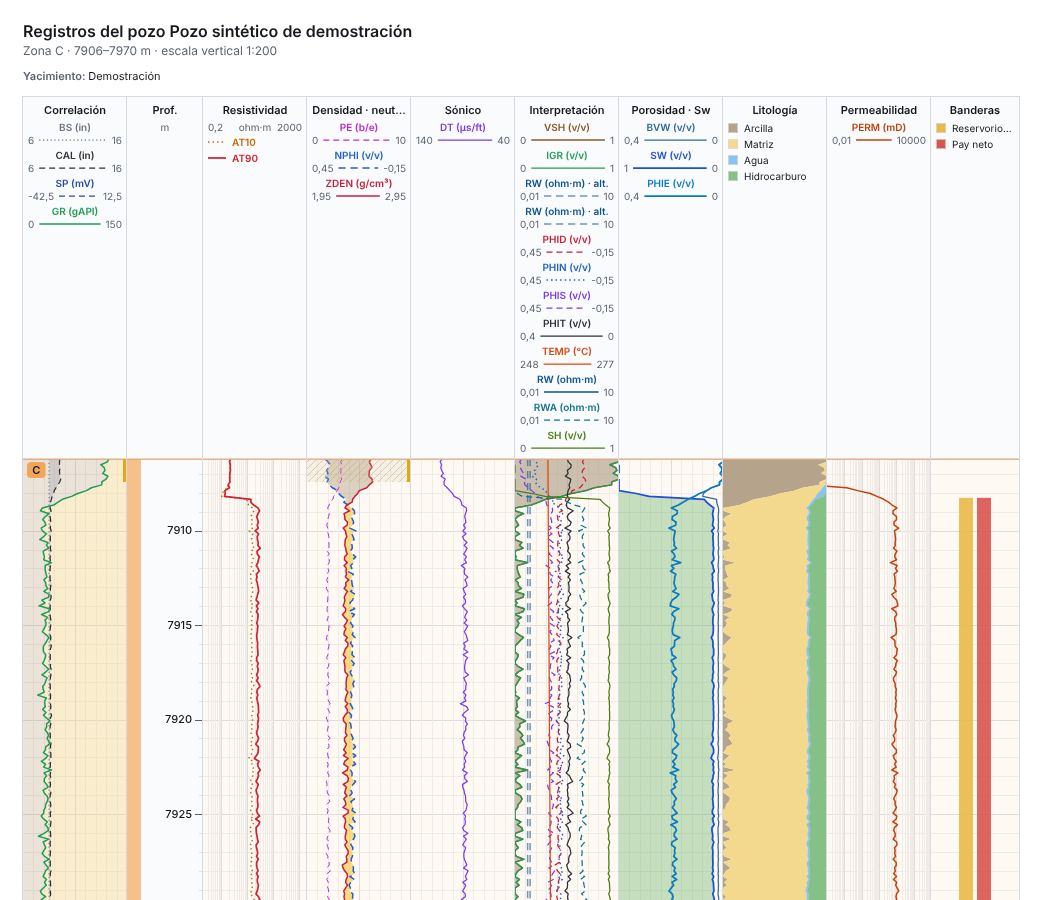 Registros del pozo Pozo sintético de demostración
Zona C · 7906–7970 m · escala vertical 1:200
Yacimiento: Demostración
Correlación
BS (in)
6 16
CAL (in)
6 16
SP (mV)
-42,5 12,5
GR (gAPI)
0 150
Prof.
m
Resistividad
0,2 ohm·m 2000
AT10
AT90
Densidad · neut…
PE (b/e)
0 10
NPHI (v/v)
0,45 -0,15
ZDEN (g/cm³)
1,95 2,95
Sónico
DT (µs/ft)
140 40
Interpretación
VSH (v/v)
0 1
IGR (v/v)
0 1
RW (ohm·m) · alt.
0,01 10
RW (ohm·m) · alt.
0,01 10
PHID (v/v)
0,45 -0,15
PHIN (v/v)
0,45 -0,15
PHIS (v/v)
0,45 -0,15
PHIT (v/v)
0,4 0
TEMP (°C)
248 277
RW (ohm·m)
0,01 10
RWA (ohm·m)
0,01 10
SH (v/v)
0 1
Porosidad · Sw
BVW (v/v)
0,4 0
SW (v/v)
1 0
PHIE (v/v)
0,4 0
Litología
Arcilla
Matriz
Agua
Hidrocarburo
Permeabilidad
PERM (mD)
0,01 10000
Banderas
Reservorio…
Pay neto
C
7910
7915
7920
7925